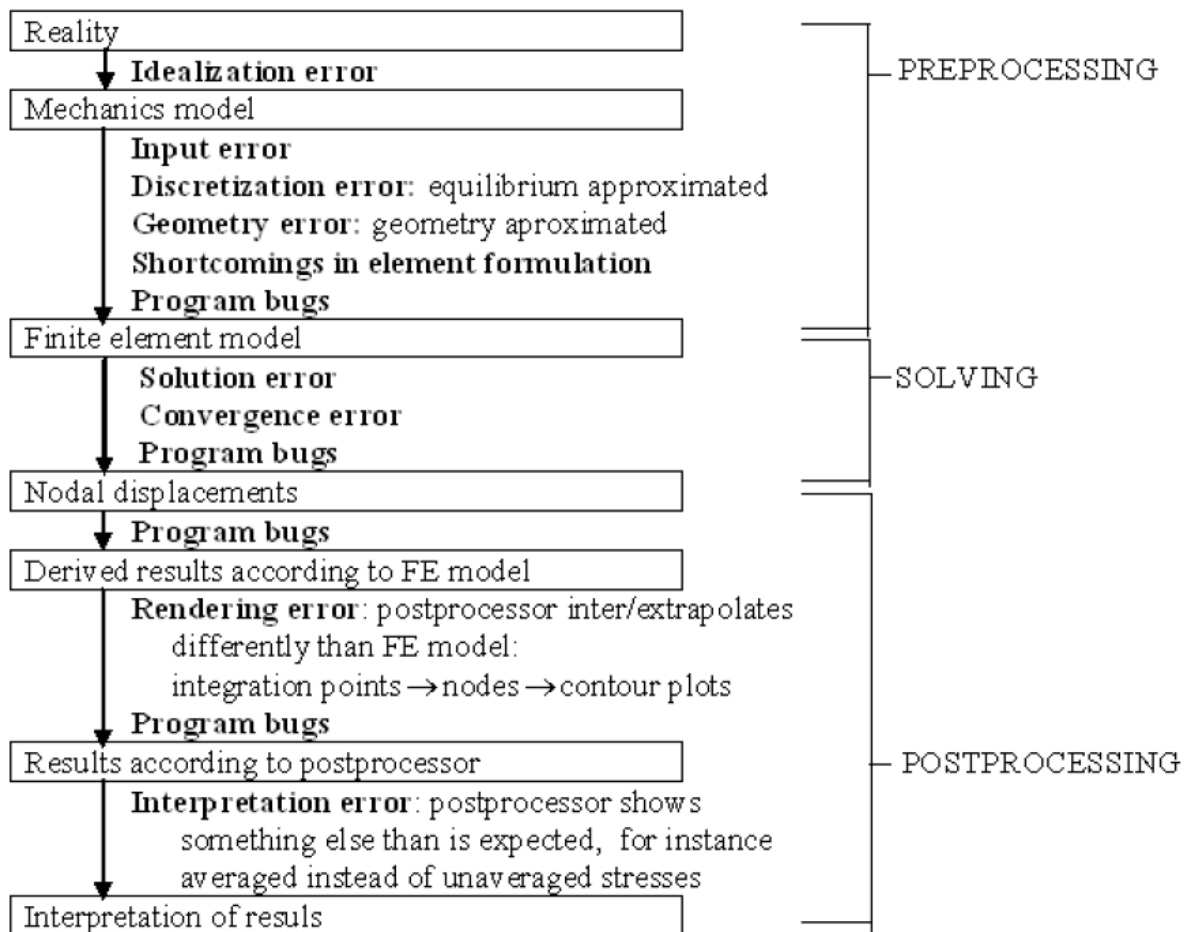 Reality
Idealization error
PREPROCESSING
Mechanics model
Input error
Discretization error: equilibrium approximated
Geometry error: geometry aproximated
Shortcomings in element formulation
Program bugs
Finite element model
Solution error
SOLVING
Convergence error
Program bugs
Nodal displacements
Program bugs
Derived results according to FE model
Rendering error: postprocessor inter/extrapolates
differently than FE model:
integration points→nodes→contour plots
Program bugs
Results according to postprocessor
POSTPROCESSING
Interpretation error: postprocessor shows
something else than is expected, for instance
averaged instead of unaveraged stresses
Interpretation of resuls